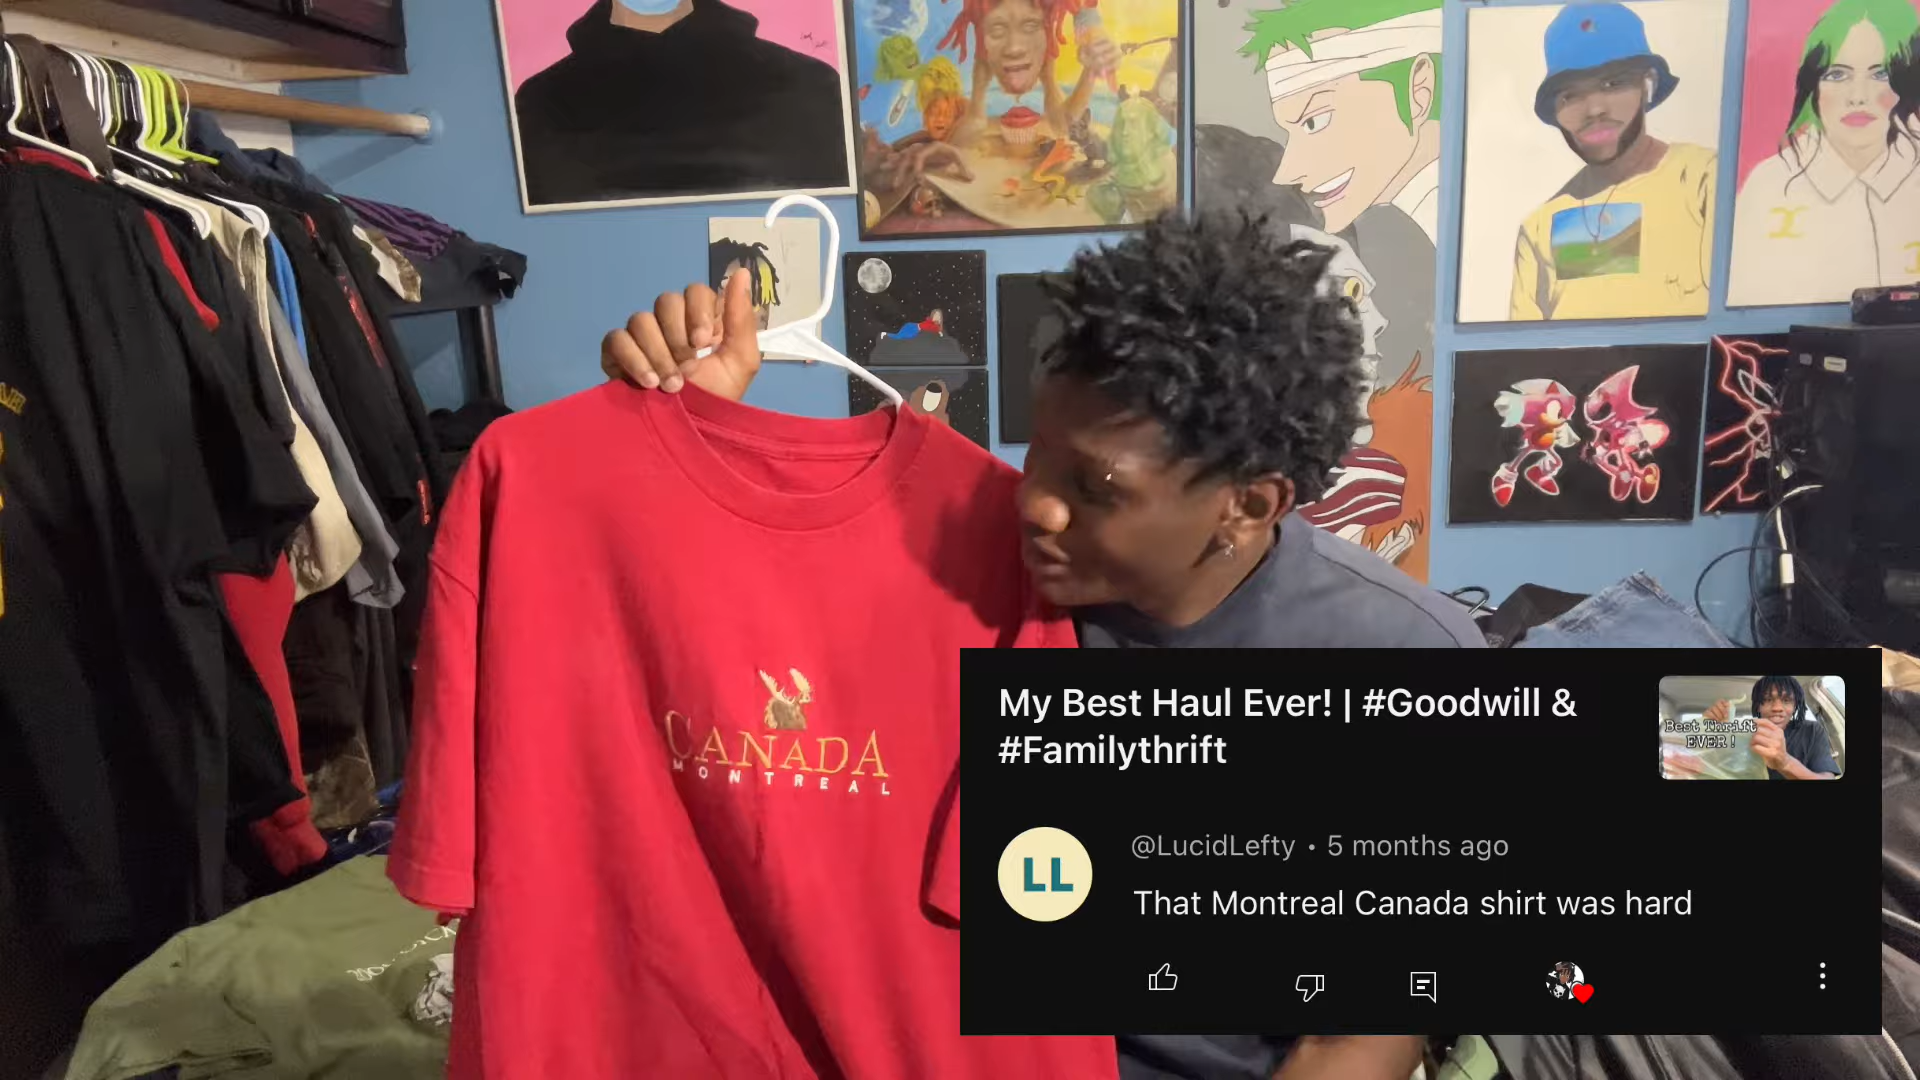 CANADA
MONTREAL
My Best Haul Ever! | #Goodwill &
#Familythrift
Best Thrift
EVER!
LL
@LucidLefty • 5 months ago
That Montreal Canada shirt was hard